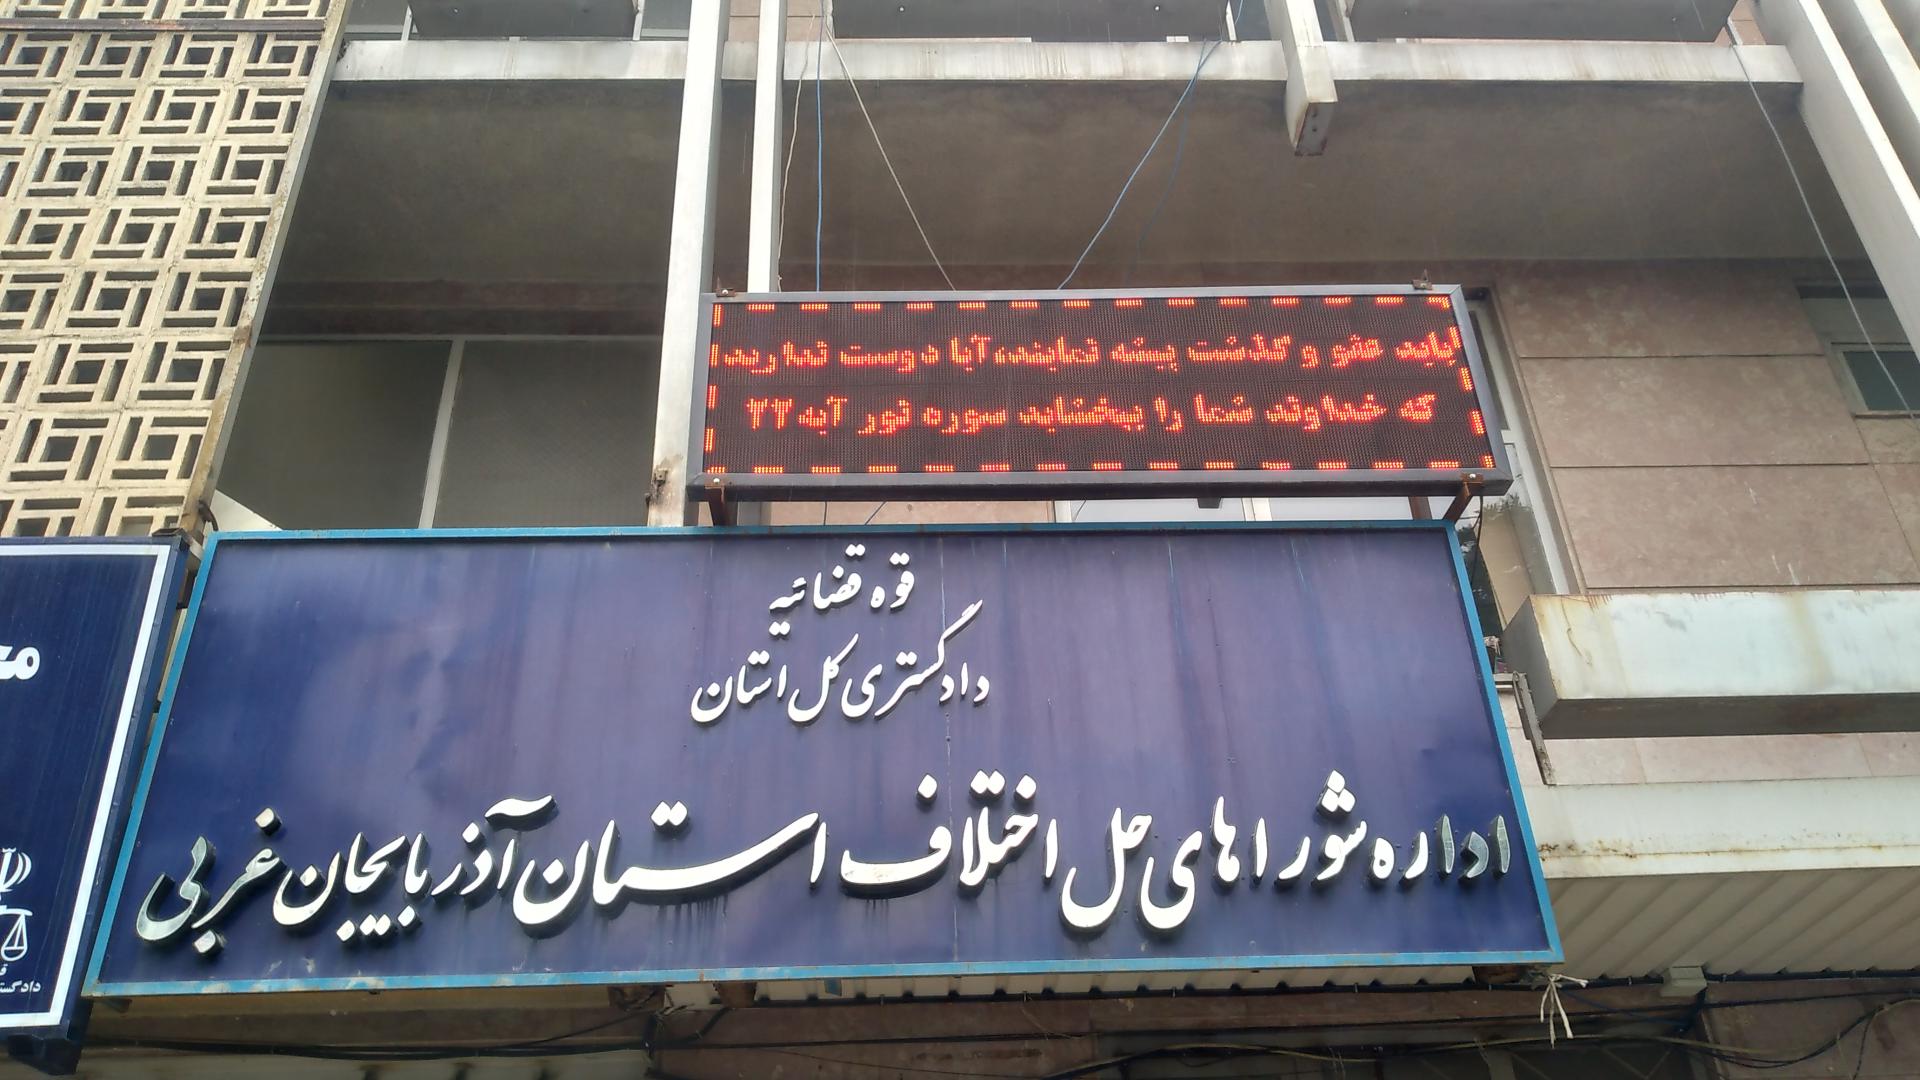 باید عفو و گذشت پیشه نمایند، آیا دوست ندارید
که خداوند شما را ببخشاید سوره نور آیه ۲۲
قوه قضائیه
دادگستری کل استان
اداره شوراهای حل اختلاف استان آذربایجان غربی